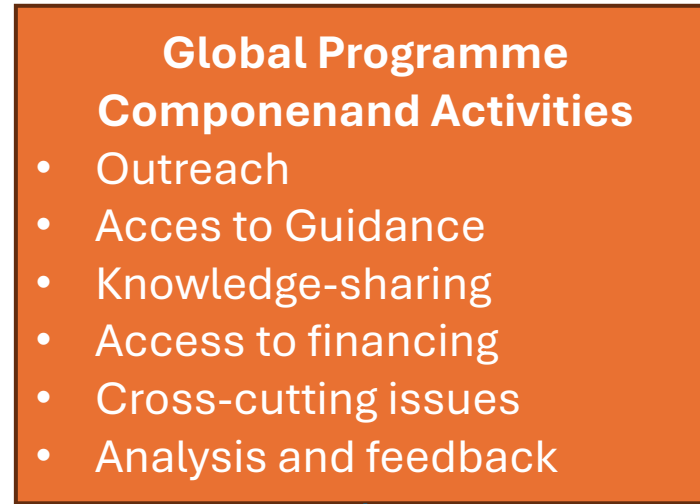 Global Programme
Componenand Activities
• Outreach
• Acces to Guidance
• Knowledge-sharing
• Access to financing
• Cross-cutting issues
• Analysis and feedback